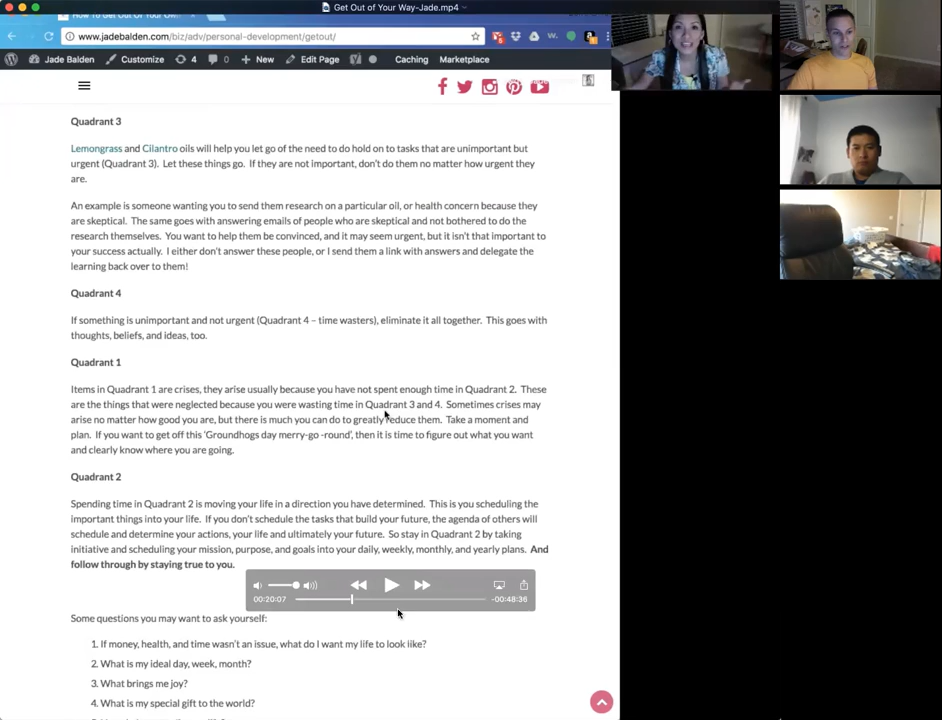 Get Out of Your Way-Jade.mp4
www.jadebalden.com/biz/adv/personal-development/getout/
Jade Balden Customize 4 0 New Edit Page Caching Marketplace
Quadrant 3
Lemongrass and Cilantro oils will help you let go of the need to do hold on to tasks that are unimportant but
urgent (Quadrant 3). Let these things go. If they are not important, don't do them no matter how urgent they
are.
An example is someone wanting you to send them research on a particular oil, or health concern because they
are skeptical. The same goes with answering emails of people who are skeptical and not bothered to do the
research themselves. You want to help them be convinced, and it may seem urgent, but it isn't that important to
your success actually. I either don't answer these people, or I send them a link with answers and delegate the
learning back over to them!
Quadrant 4
If something is unimportant and not urgent (Quadrant 4 – time wasters), eliminate it all together. This goes with
thoughts, beliefs, and ideas, too.
Quadrant 1
Items in Quadrant 1 are crises, they arise usually because you have not spent enough time in Quadrant 2. These
are the things that were neglected because you were wasting time in Quadrant 3 and 4. Sometimes crises may
arise no matter how good you are, but there is much you can do to greatly reduce them. Take a moment and
plan. If you want to get off this 'Groundhogs day merry-go -round', then it is time to figure out what you want
and clearly know where you are going.
Quadrant 2
Spending time in Quadrant 2 is moving your life in a direction you have determined. This is you scheduling the
important things into your life. If you don't schedule the tasks that build your future, the agenda of others will
schedule and determine your actions, your life and ultimately your future. So stay in Quadrant 2 by taking
initiative and scheduling your mission, purpose, and goals into your daily, weekly, monthly, and yearly plans. And
follow through by staying true to you.
00:20:07 -00:48:36
Some questions you may want to ask yourself:
1. If money, health, and time wasn't an issue, what do I want my life to look like?
2. What is my ideal day, week, month?
3. What brings me joy?
4. What is my special gift to the world?